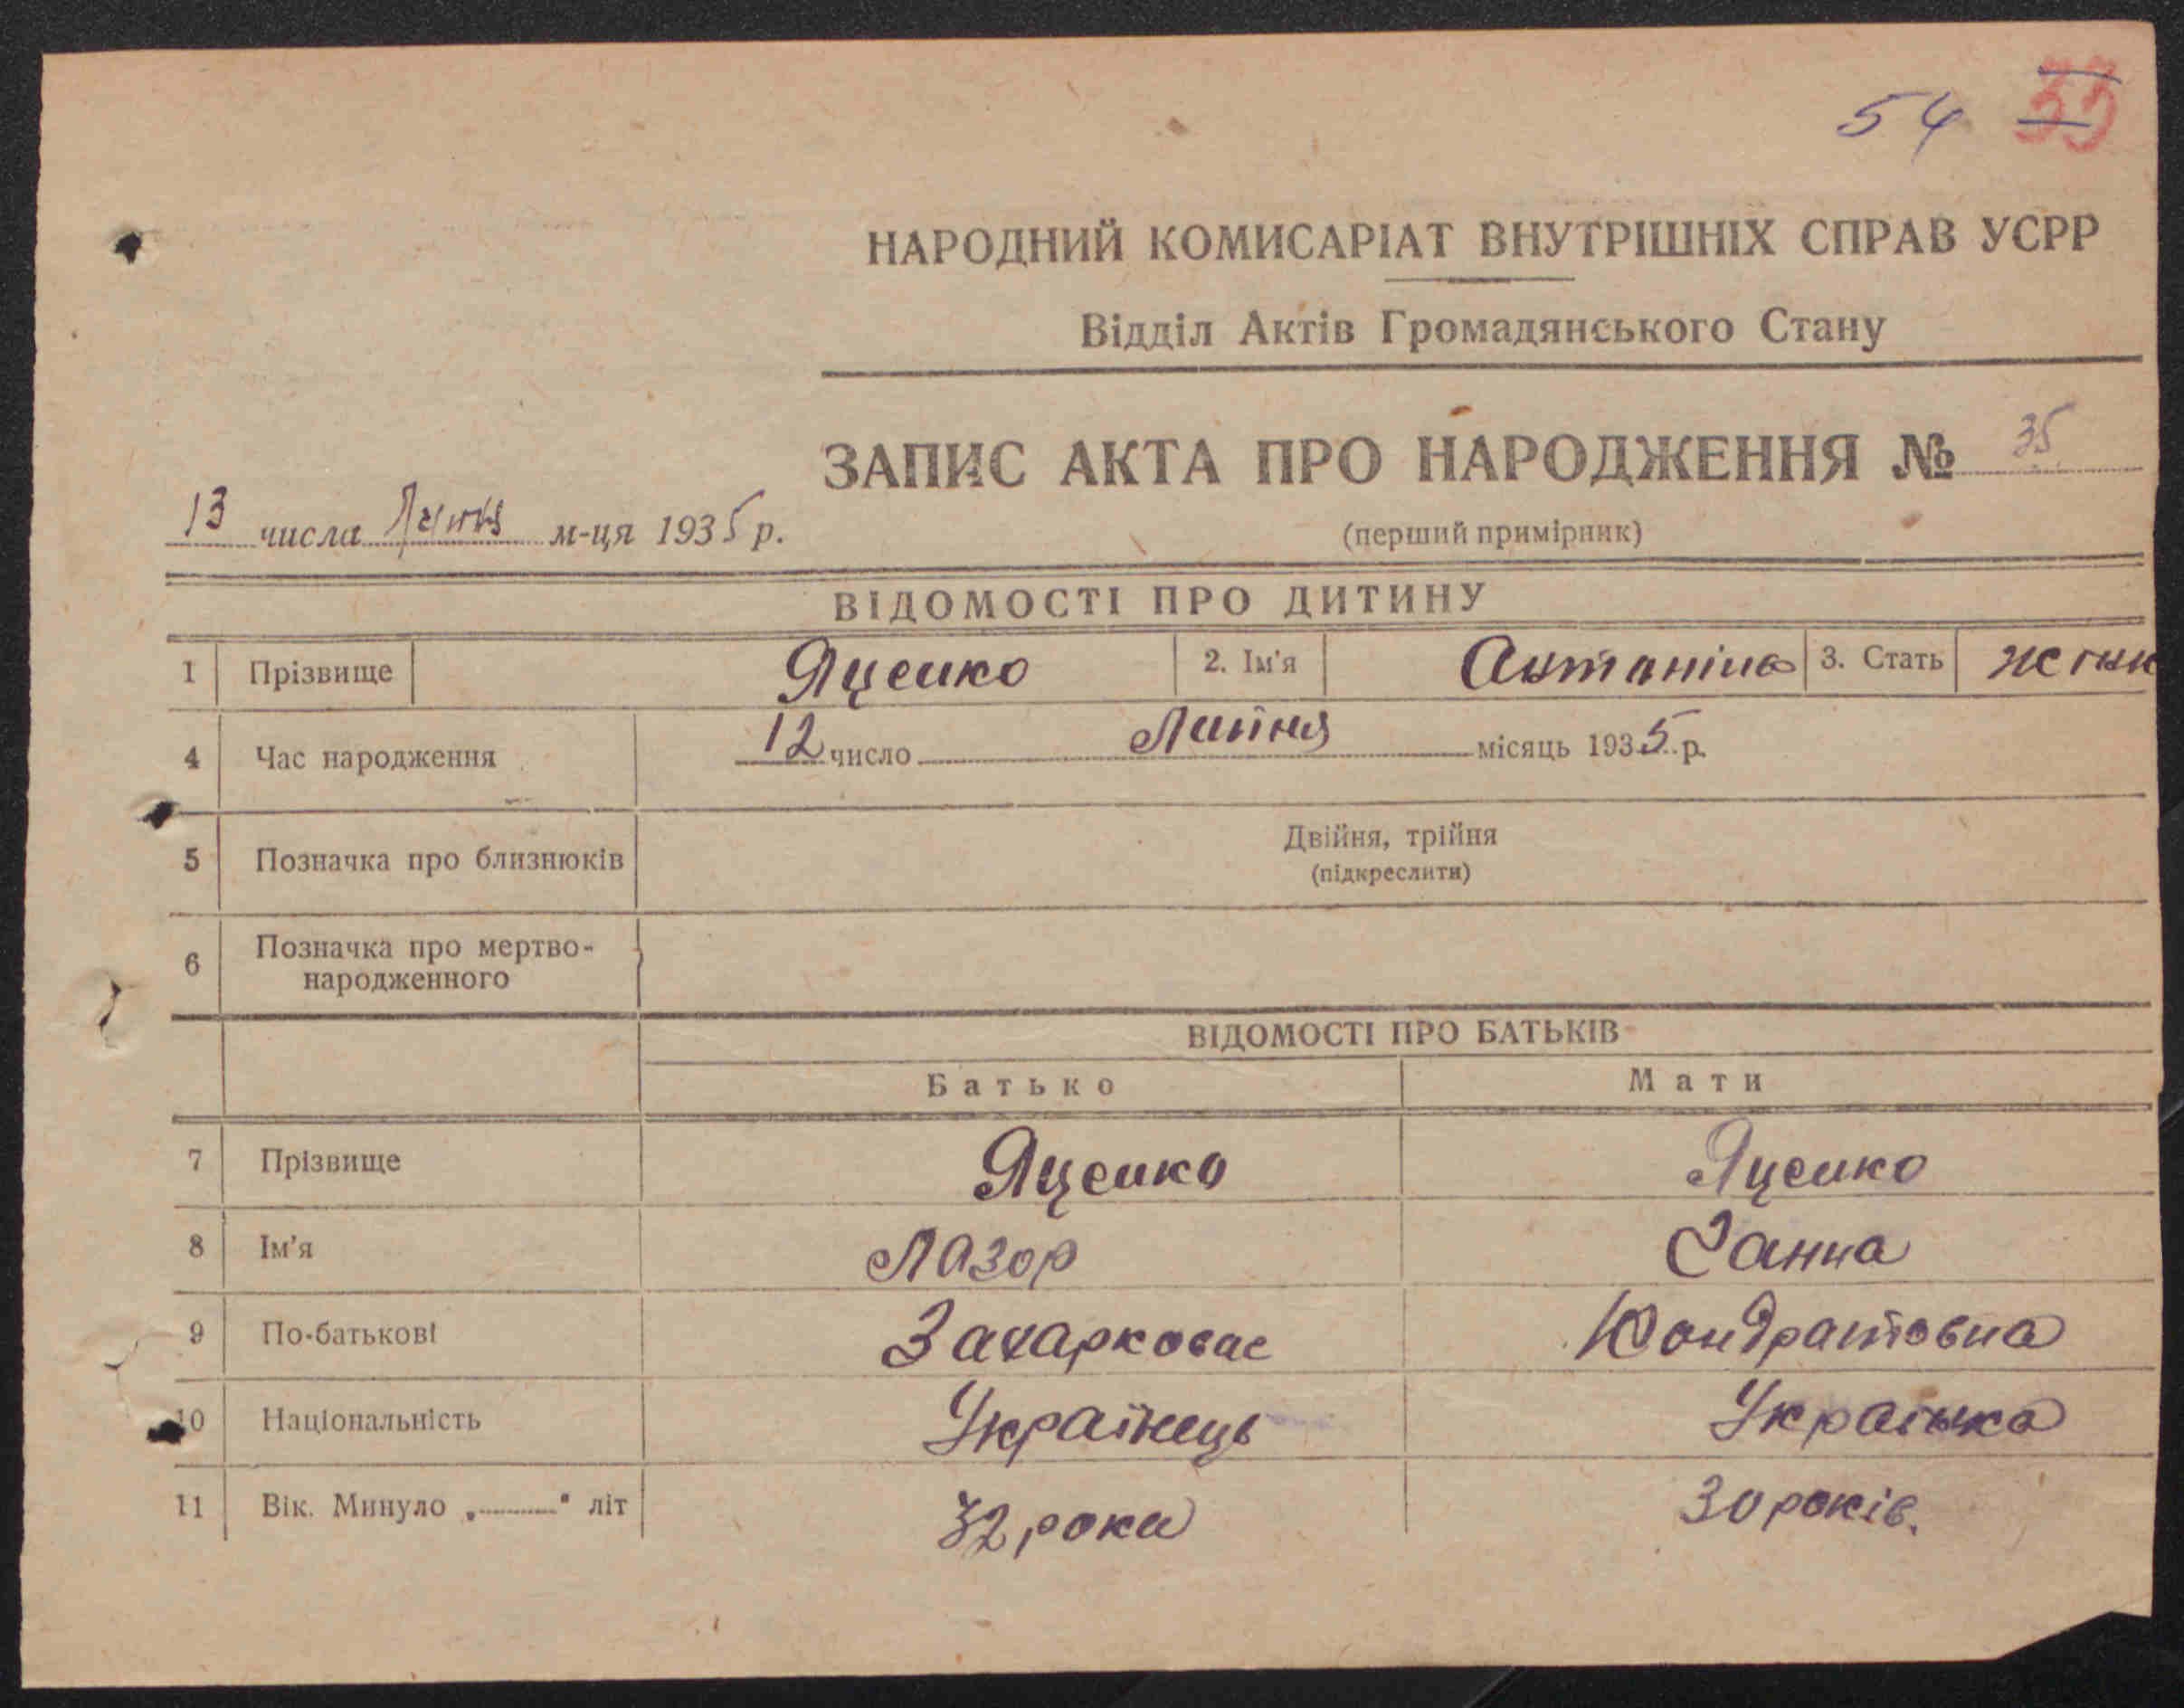 54 55
НАРОДНИЙ КОМИСАРІАТ ВНУТРІШНІХ СПРАВ УСРР
Відділ Актів Громадянського Стану
ЗАПИС АКТА ПРО НАРОДЖЕННЯ № 35
13 числа Липня м-ця 1935 р.
(перший примірник)
ВІДОМОСТІ ПРО ДИТИНУ
1 Прізвище Яценко 2. Ім'я Антаніна 3. Стать жінк
4 Час народження 12 число Липня місяць 1935 р.
Двійня, трійня
5 Позначка про близнюків
(підкреслити)
6 Позначка про мертво-
народженного
ВІДОМОСТІ ПРО БАТЬКІВ
Батько Мати
7 Прізвище Яценко Яценко
8 Ім'я Лазор Ганна
9 По-батькові Кондратовна
10 Національність Українець Українка
11 Вік. Минуло „ " літ 32 роки 30 років.